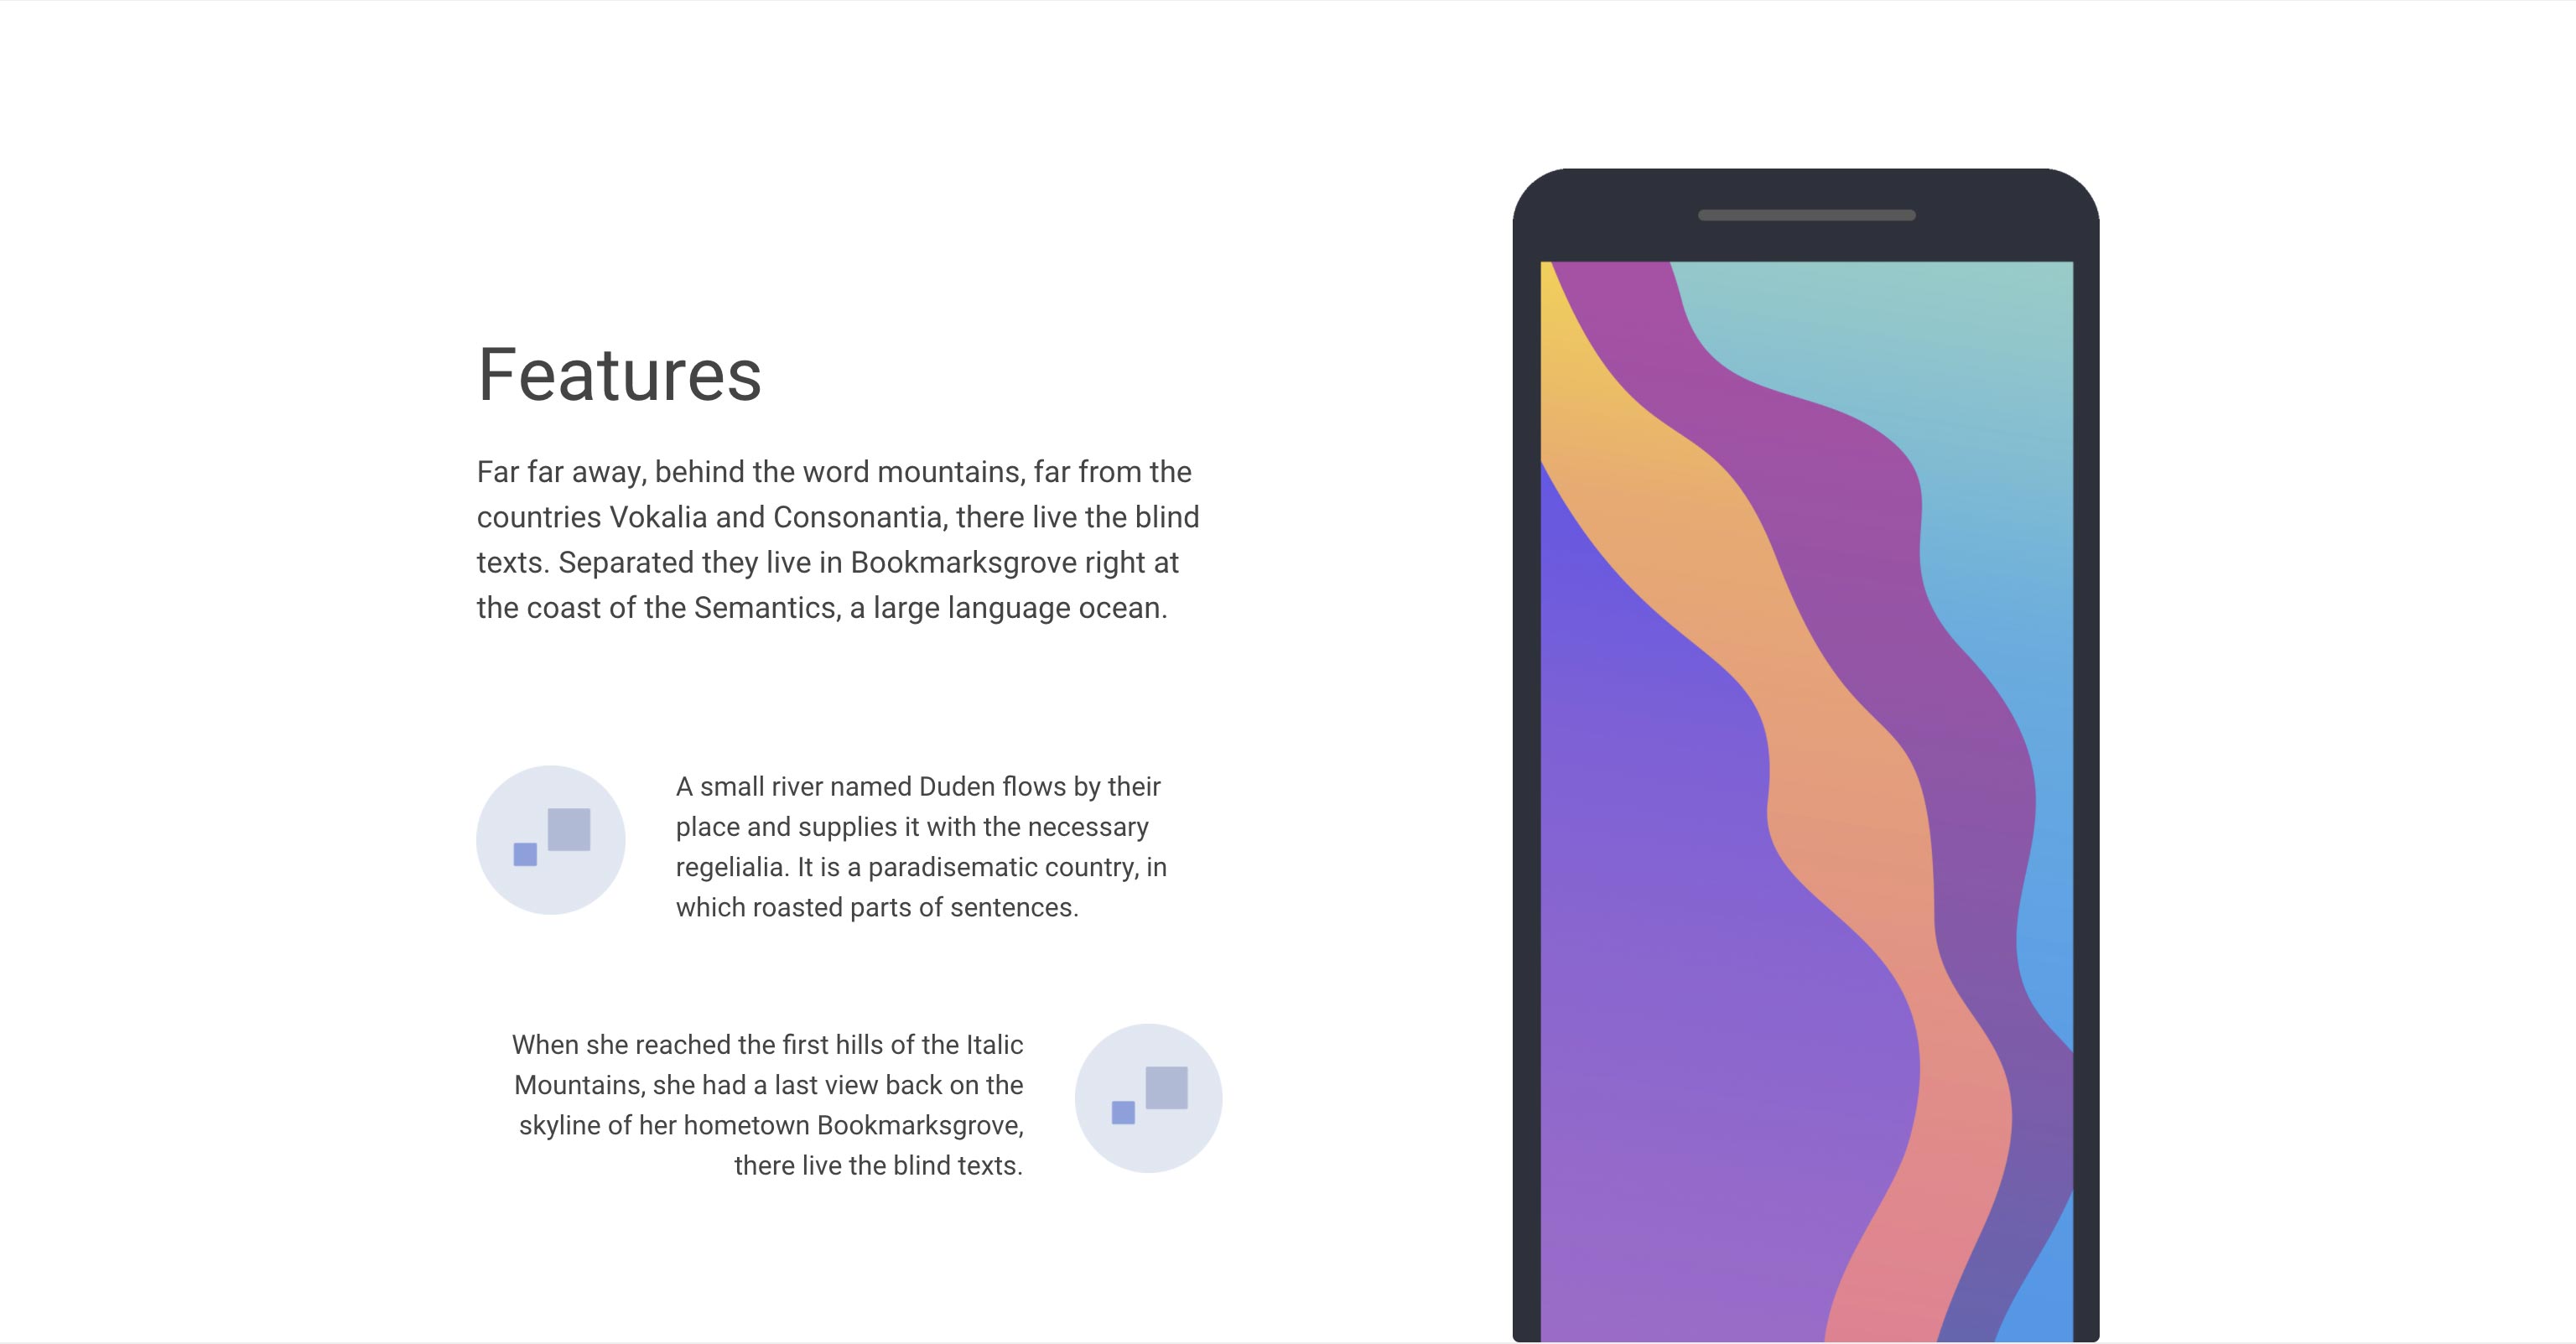 Features
Far far away, behind the word mountains, far from the
countries Vokalia and Consonantia, there live the blind
texts. Separated they live in Bookmarksgrove right at
the coast of the Semantics, a large language ocean.
A small river named Duden flows by their
place and supplies it with the necessary
regelialia. It is a paradisematic country, in
which roasted parts of sentences.
When she reached the first hills of the Italic
Mountains, she had a last view back on the
skyline of her hometown Bookmarksgrove,
there live the blind texts.